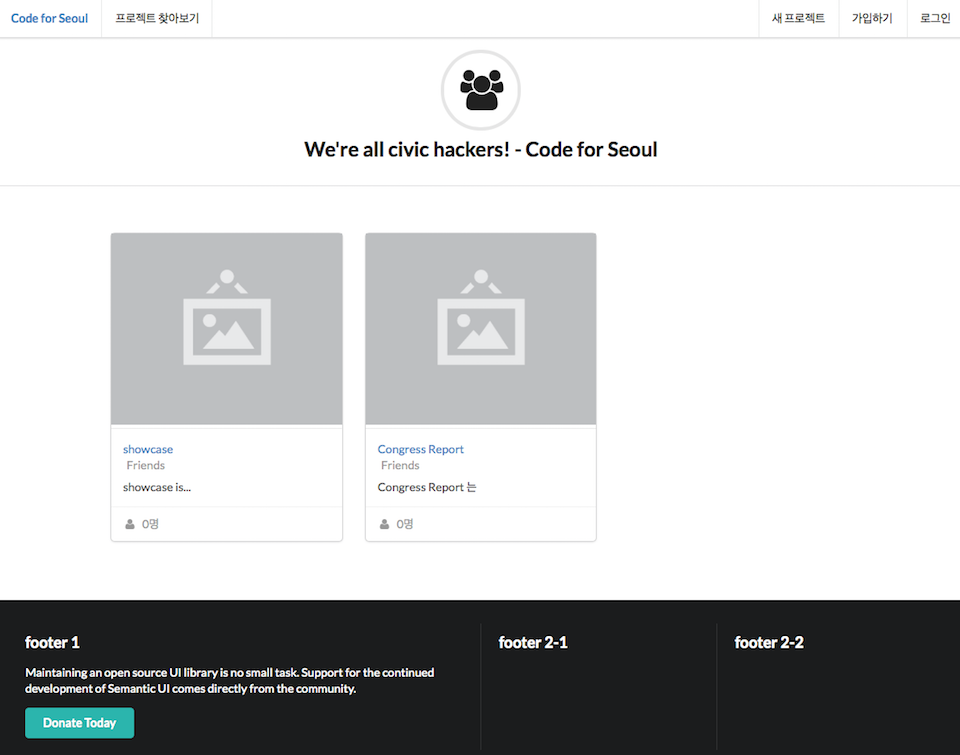 Code for Seoul
프로젝트 찾아보기
새 프로젝트
가입하기
로그인
We're all civic hackers! - Code for Seoul
showcase
Friends
showcase is...
0명
Congress Report
Friends
Congress Report 는
0명
footer 1
Maintaining an open source UI library is no small task. Support for the continued
development of Semantic UI comes directly from the community.
Donate Today
footer 2-1
footer 2-2